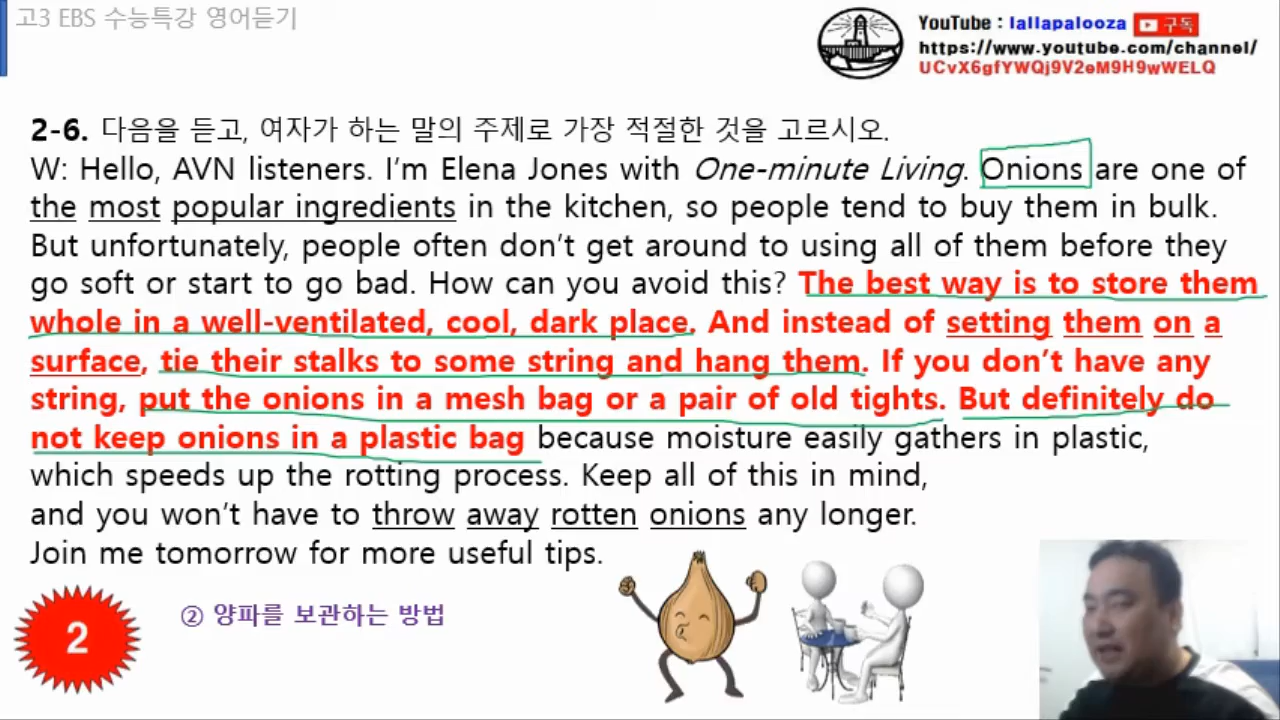 고3 EBS 수능특강 영어듣기
YouTube : lallapalooza 구독
https://www.youtube.com/channel/
UCvX6gfYWQj9V2eM9H9wWELQ
2-6. 다음을 듣고, 여자가 하는 말의 주제로 가장 적절한 것을 고르시오.
W: Hello, AVN listeners. I’m Elena Jones with One-minute Living. Onions are one of
the most popular ingredients in the kitchen, so people tend to buy them in bulk.
But unfortunately, people often don’t get around to using all of them before they
go soft or start to go bad. How can you avoid this? The best way is to store them
whole in a well-ventilated, cool, dark place. And instead of setting them on a
surface, tie their stalks to some string and hang them. If you don’t have any
string, put the onions in a mesh bag or a pair of old tights. But definitely do
not keep onions in a plastic bag because moisture easily gathers in plastic,
which speeds up the rotting process. Keep all of this in mind,
and you won’t have to throw away rotten onions any longer.
Join me tomorrow for more useful tips.
2
② 양파를 보관하는 방법